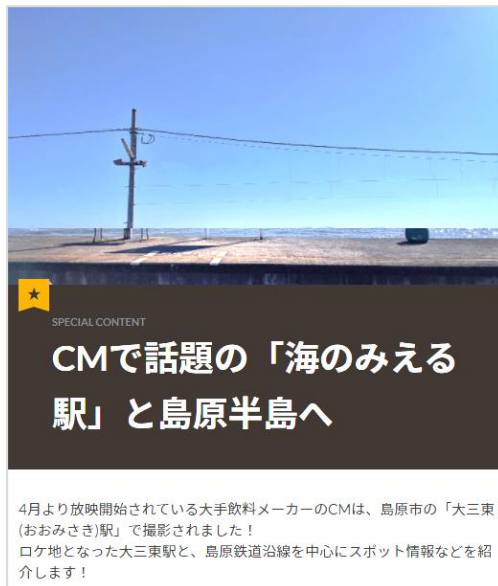 SPECIAL CONTENT
CMで話題の「海のみえる
駅」と島原半島へ
4月より放映開始されている大手飲料メーカーのCMは、島原市の「大三東
(おおみさき)駅」で撮影されました！
ロケ地となった大三東駅と、島原鉄道沿線を中心にスポット情報などを紹
介します！